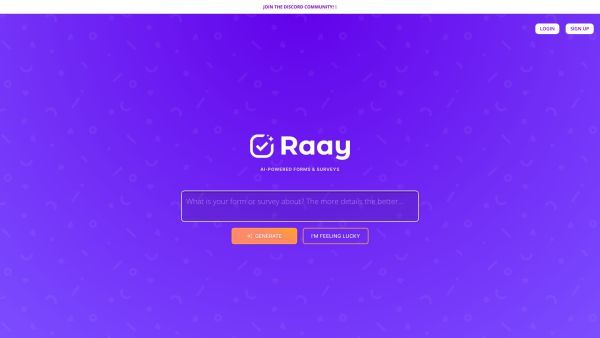 JOIN THE DISCORD COMMUNITY! |
LOGIN SIGN UP
Raay
AI-POWERED FORMS & SURVEYS
What is your form or survey about? The more details the better...
GENERATE I'M FEELING LUCKY